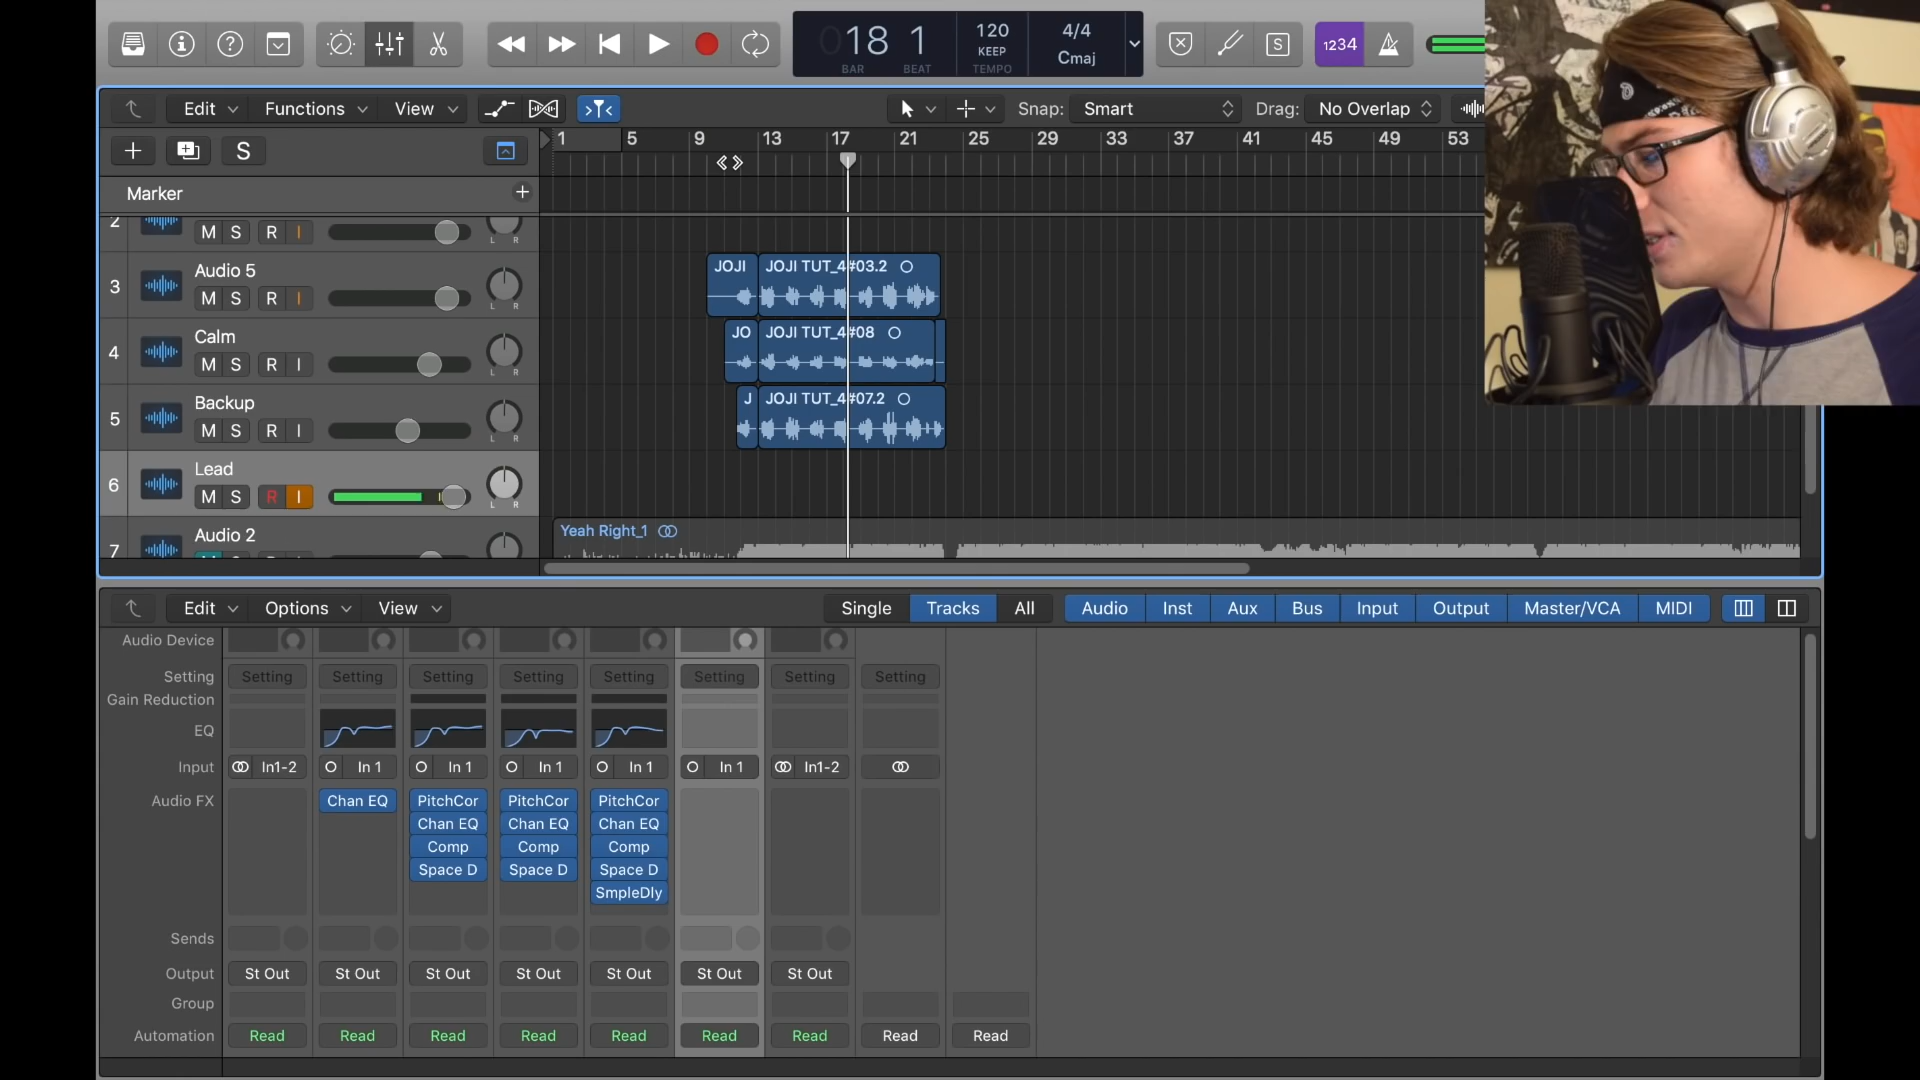 18 1
BAR BEAT
120
KEEP
TEMPO
4/4
Cmaj
S
1234
Edit Functions View
Snap: Smart
Drag: No Overlap
S
1 5 9 13 17 21 25 29 33 37 41 45 49 53
Marker
2
M S R I
L R
3
Audio 5
M S R I
L R
JOJI
JOJI TUT_4#03.2
4
Calm
M S R I
L R
JO
JOJI TUT_4#08
5
Backup
M S R I
L R
J
JOJI TUT_4#07.2
6
Lead
M S R I
L R
7
Audio 2
Yeah Right_1
Edit Options View
Single Tracks All
Audio Inst Aux Bus Input Output Master/VCA MIDI
Audio Device
Setting Setting Setting Setting Setting Setting Setting Setting Setting
Gain Reduction
EQ
Input In1-2 In 1 In 1 In 1 In 1 In 1 In1-2
Audio FX Chan EQ PitchCor PitchCor PitchCor
Chan EQ Chan EQ Chan EQ
Comp Comp Comp
Space D Space D Space D
SmpleDly
Sends
Output St Out St Out St Out St Out St Out St Out St Out
Group
Automation Read Read Read Read Read Read Read Read Read